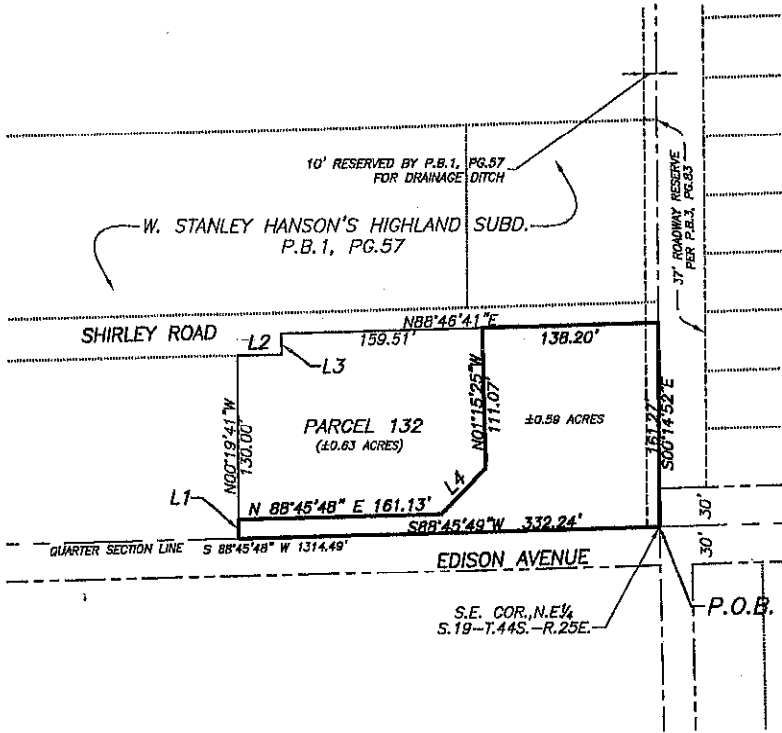 10' RESERVED BY P.B.1, PG.57
FOR DRAINAGE DITCH
W. STANLEY HANSON'S HIGHLAND SUBD.
P.B.1, PG.57
37' ROADWAY RESERVE
PER P.B.3, PG.83
SHIRLEY ROAD
L2
N88°46'41"E
159.51'
138.20'
L3
N00°19'41"W
130.00'
PARCEL 132
(±0.63 ACRES)
N01°15'25"W
111.07'
±0.59 ACRES
161.27'
S00°14'52"E
L4
L1
N 88°45'48" E 161.13'
S88°45'49"W 332.24'
QUARTER SECTION LINE S 88°45'48" W 1314.49'
EDISON AVENUE
30'
30'
P.O.B.
S.E. COR., N.E¼
S.19-T.44S.-R.25E.